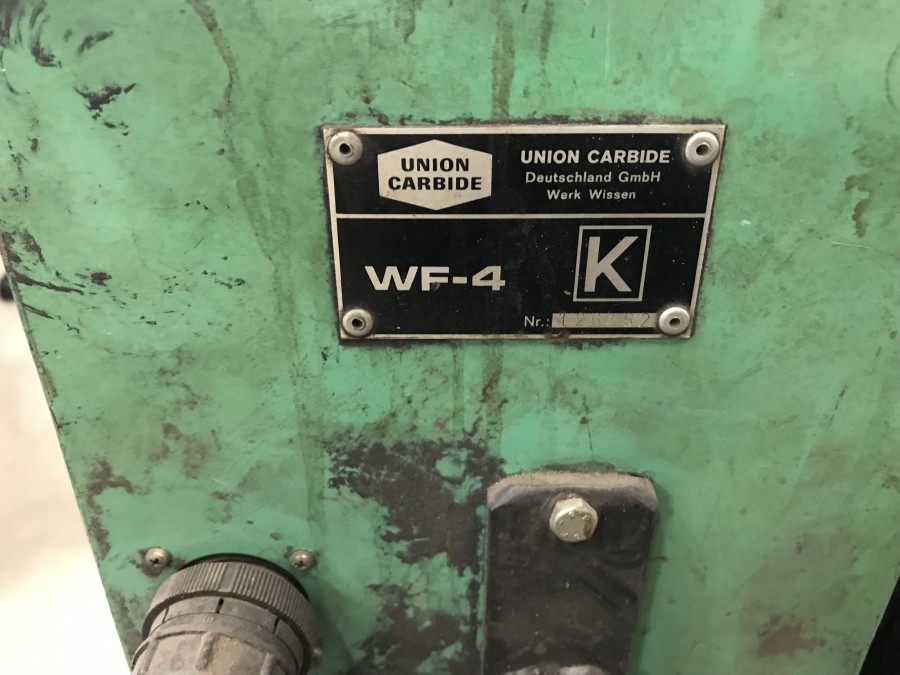 UNION
CARBIDE
UNION CARBIDE
Deutschland GmbH
Werk Wissen
WF-4
K
Nr.: